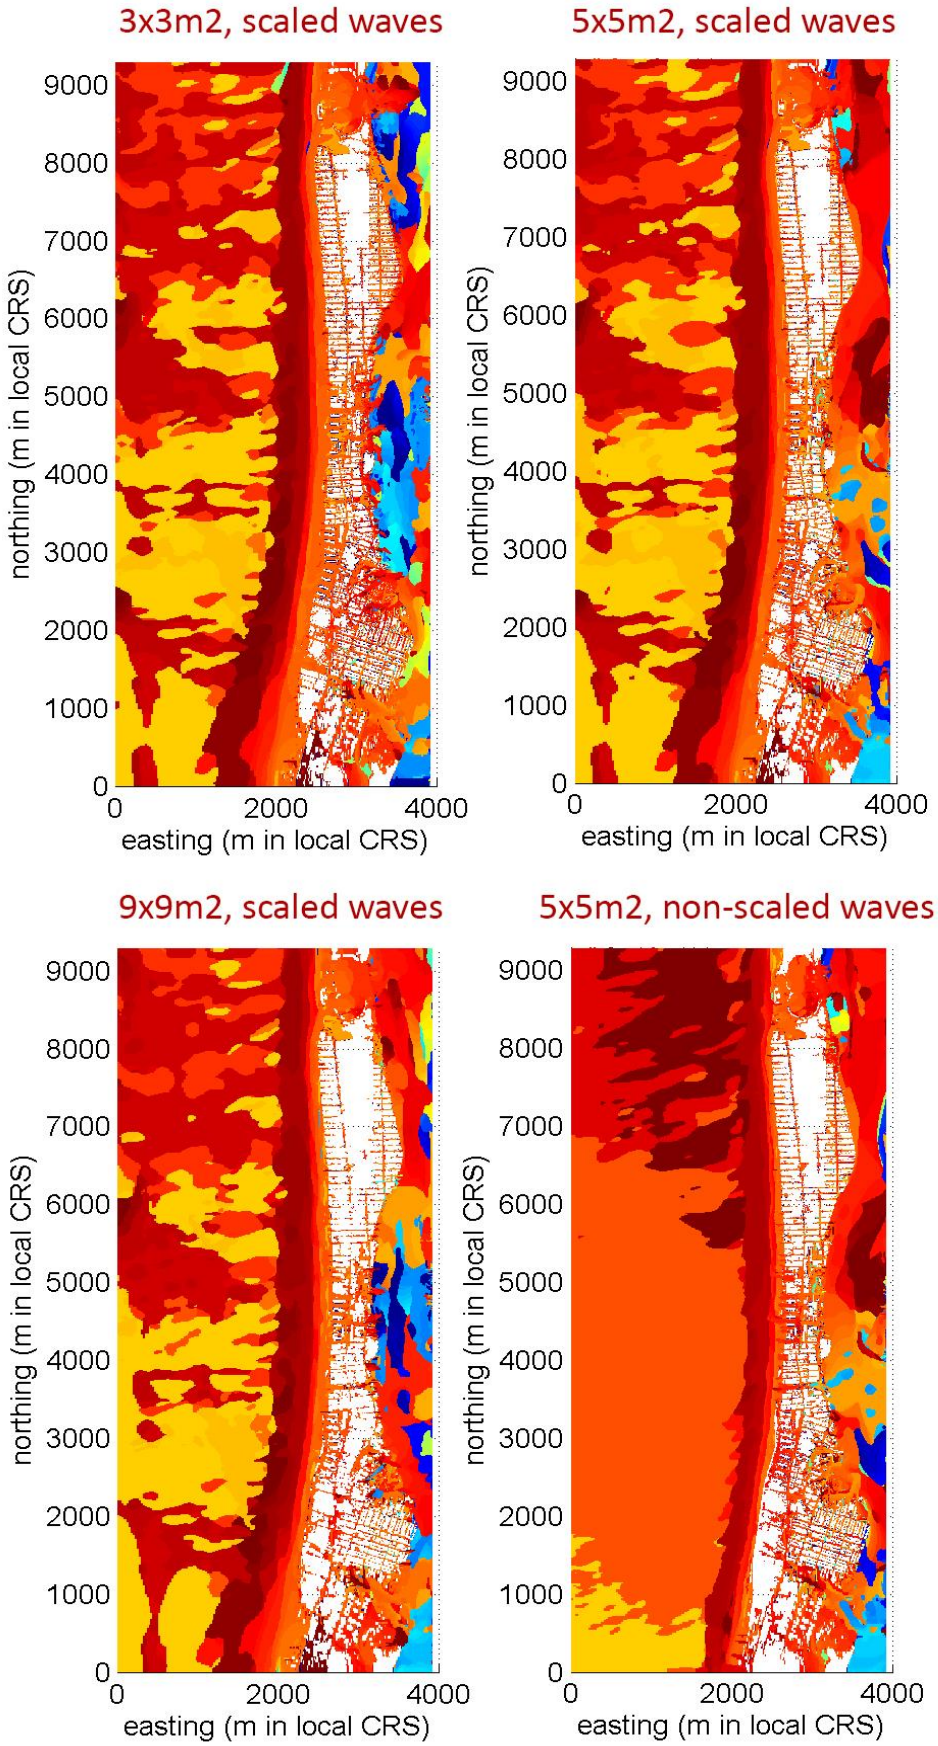 3x3m2, scaled waves
5x5m2, scaled waves
9000
8000
7000
6000
5000
4000
3000
2000
1000
0
northing (m in local CRS)
0 2000 4000
easting (m in local CRS)
9000
8000
7000
6000
5000
4000
3000
2000
1000
0
northing (m in local CRS)
0 2000 4000
easting (m in local CRS)
9x9m2, scaled waves
5x5m2, non-scaled waves
9000
8000
7000
6000
5000
4000
3000
2000
1000
0
northing (m in local CRS)
0 2000 4000
easting (m in local CRS)
9000
8000
7000
6000
5000
4000
3000
2000
1000
0
northing (m in local CRS)
0 2000 4000
easting (m in local CRS)